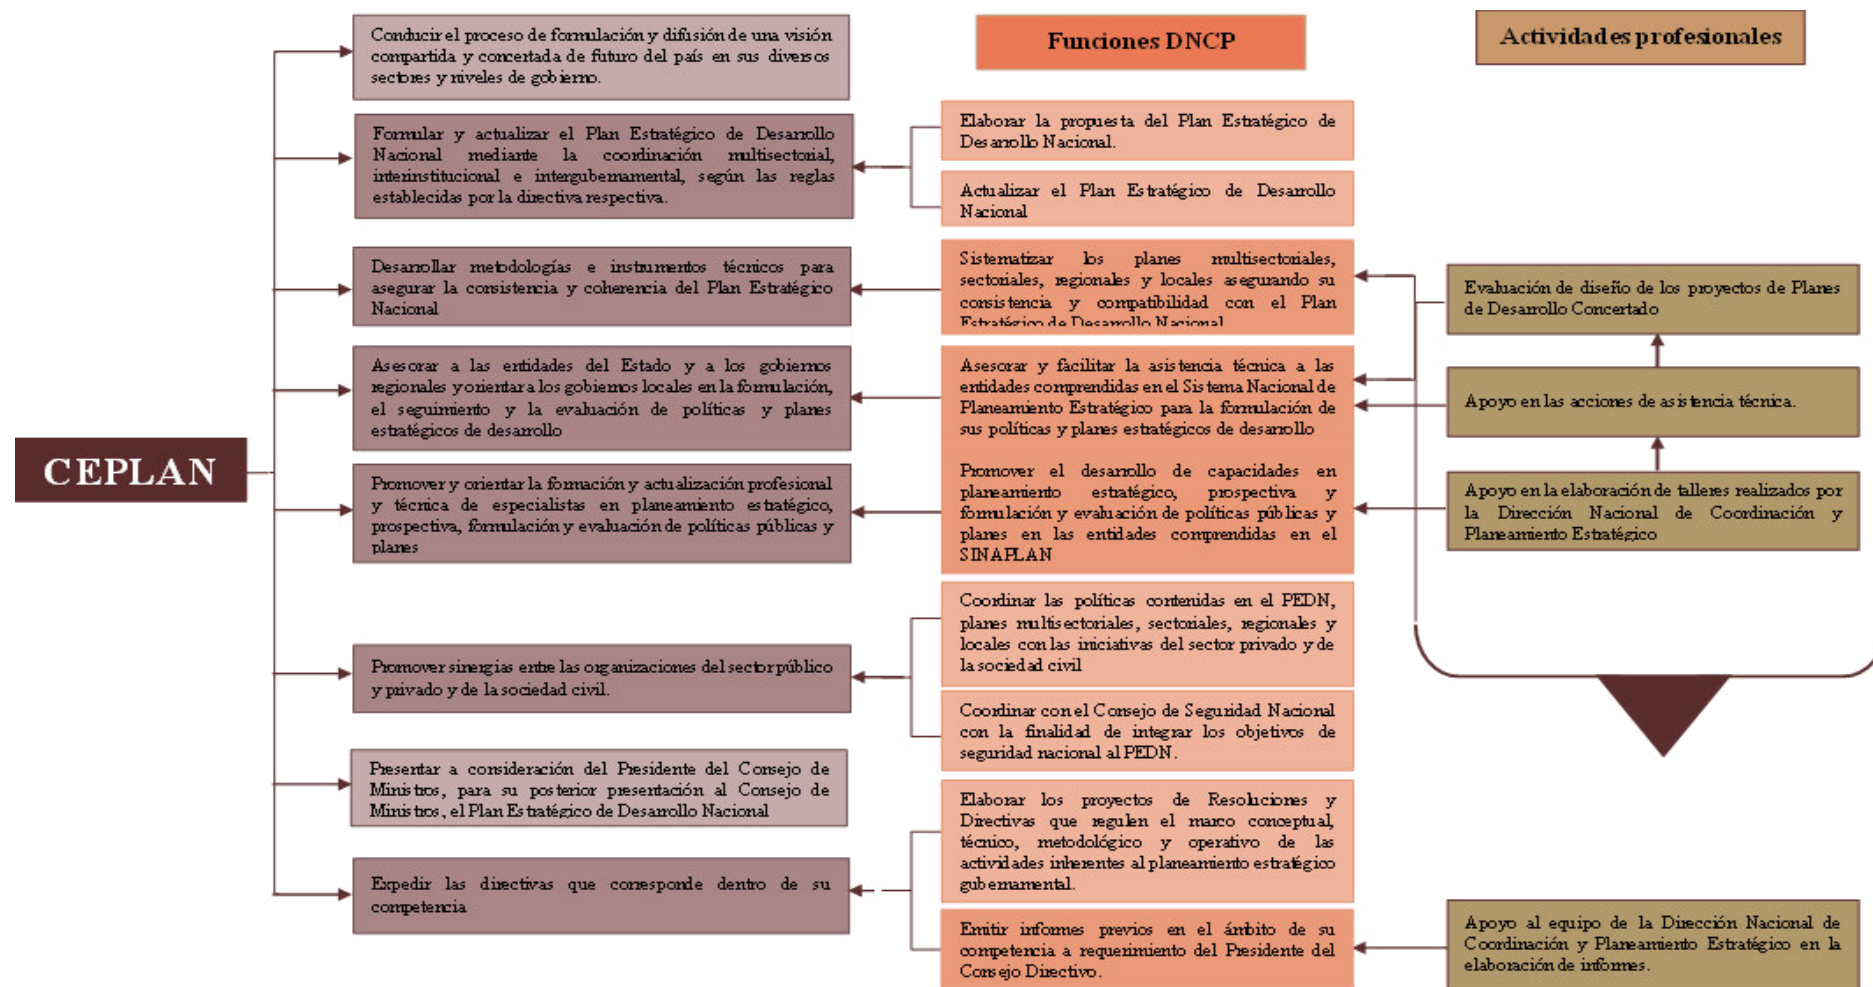 CEPLAN
Conducir el proceso de formulación y difusión de una visión
compartida y concertada de futuro del país en sus diversos
sectores y niveles de gobierno.
Formular y actualizar el Plan Estratégico de Desarrollo
Nacional mediante la coordinación multisectorial,
interinstitucional e intergubernamental, según las reglas
establecidas por la directiva respectiva.
Desarrollar metodologías e instrumentos técnicos para
asegurar la consistencia y coherencia del Plan Estratégico
Nacional
Asesorar a las entidades del Estado y a los gobiernos
regionales y orientar a los gobiernos locales en la formulación,
el seguimiento y la evaluación de políticas y planes
estratégicos de desarrollo
Promover y orientar la formación y actualización profesional
y técnica de especialistas en planeamiento estratégico,
prospectiva, formulación y evaluación de políticas públicas y
planes
Promover sinergias entre las organizaciones del sector público
y privado y de la sociedad civil.
Presentar a consideración del Presidente del Consejo de
Ministros, para su posterior presentación al Consejo de
Ministros, el Plan Estratégico de Desarrollo Nacional
Expedir las directivas que corresponde dentro de su
competencia
Funciones DNCP
Elaborar la propuesta del Plan Estratégico de
Desarrollo Nacional.
Actualizar el Plan Estratégico de Desarrollo
Nacional
Sistematizar los planes multisectoriales,
sectoriales, regionales y locales asegurando su
consistencia y compatibilidad con el Plan
Estratégico de Desarrollo Nacional
Asesorar y facilitar la asistencia técnica a las
entidades comprendidas en el Sistema Nacional de
Planeamiento Estratégico para la formulación de
sus políticas y planes estratégicos de desarrollo
Promover el desarrollo de capacidades en
planeamiento estratégico, prospectiva y
formulación y evaluación de políticas públicas y
planes en las entidades comprendidas en el
SINAPLAN
Coordinar las políticas contenidas en el PEDN,
planes multisectoriales, sectoriales, regionales y
locales con las iniciativas del sector privado y de
la sociedad civil
Coordinar con el Consejo de Seguridad Nacional
con la finalidad de integrar los objetivos de
seguridad nacional al PEDN.
Elaborar los proyectos de Resoluciones y
Directivas que regulen el marco conceptual,
técnico, metodológico y operativo de las
actividades inherentes al planeamiento estratégico
gubernamental.
Emitir informes previos en el ámbito de su
competencia a requerimiento del Presidente del
Consejo Directivo.
Actividades profesionales
Evaluación de diseño de los proyectos de Planes
de Desarrollo Concertado
Apoyo en las acciones de asistencia técnica.
Apoyo en la elaboración de talleres realizados por
la Dirección Nacional de Coordinación y
Planeamiento Estratégico
Apoyo al equipo de la Dirección Nacional de
Coordinación y Planeamiento Estratégico en la
elaboración de informes.